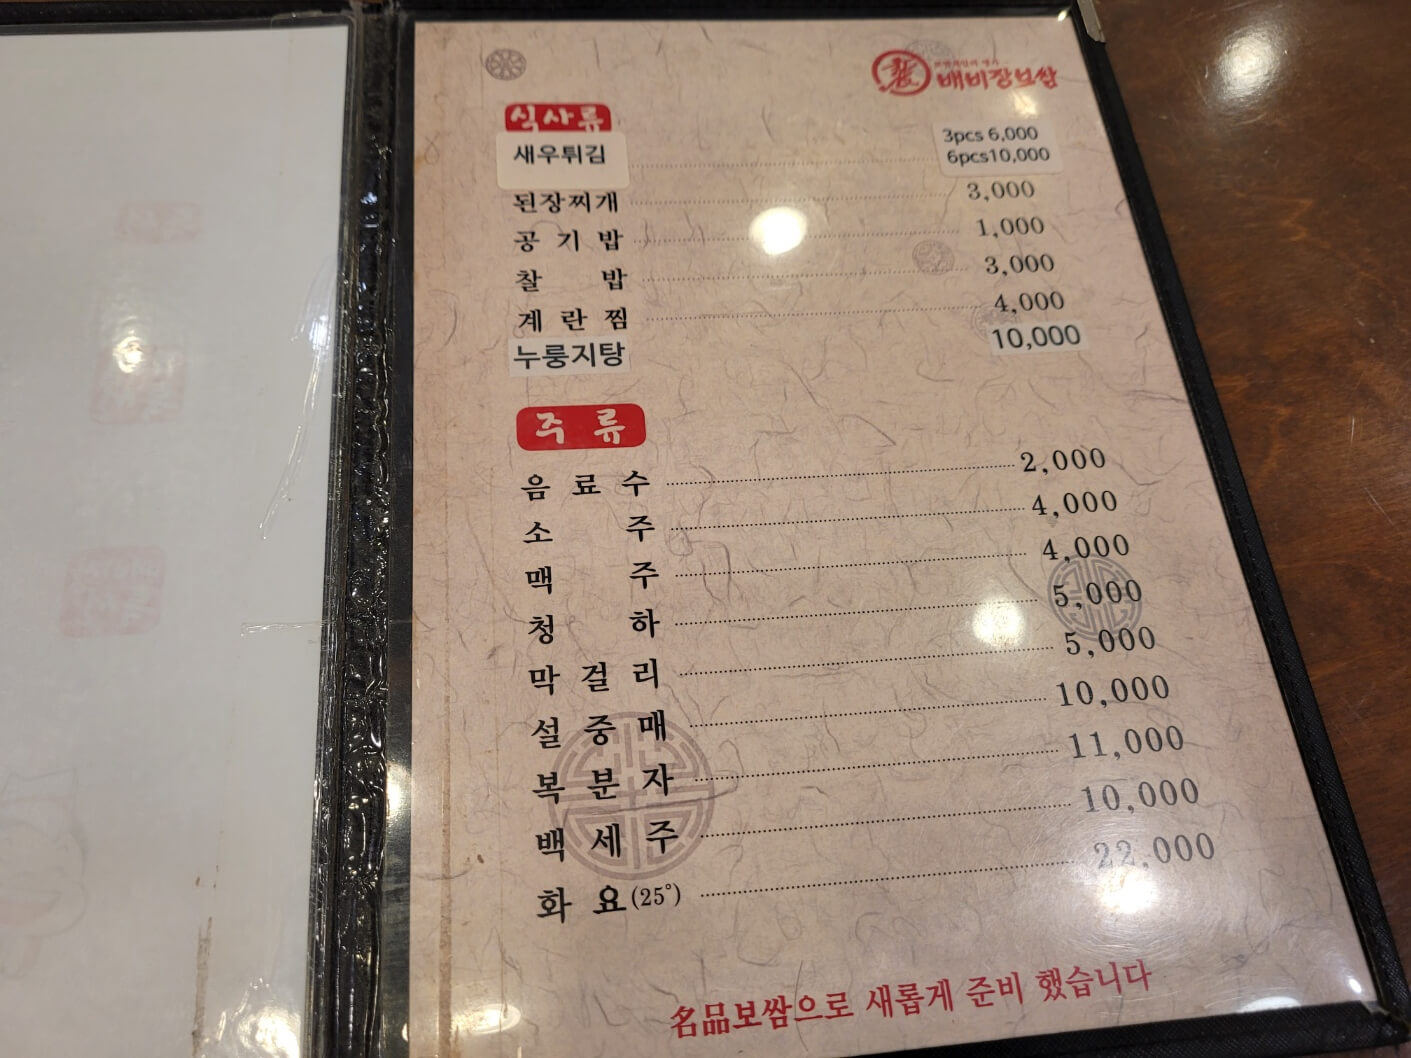 배비장보쌈
식사류
새우튀김 3pcs 6,000
6pcs10,000
된장찌개 3,000
공기밥 1,000
찰밥 3,000
계란찜 4,000
누룽지탕 10,000
주류
음료수 2,000
소주 4,000
맥주 4,000
청하 5,000
막걸리 5,000
설중매 10,000
복분자 11,000
백세주 10,000
화요(25°) 22,000
名品보쌈으로 새롭게 준비 했습니다